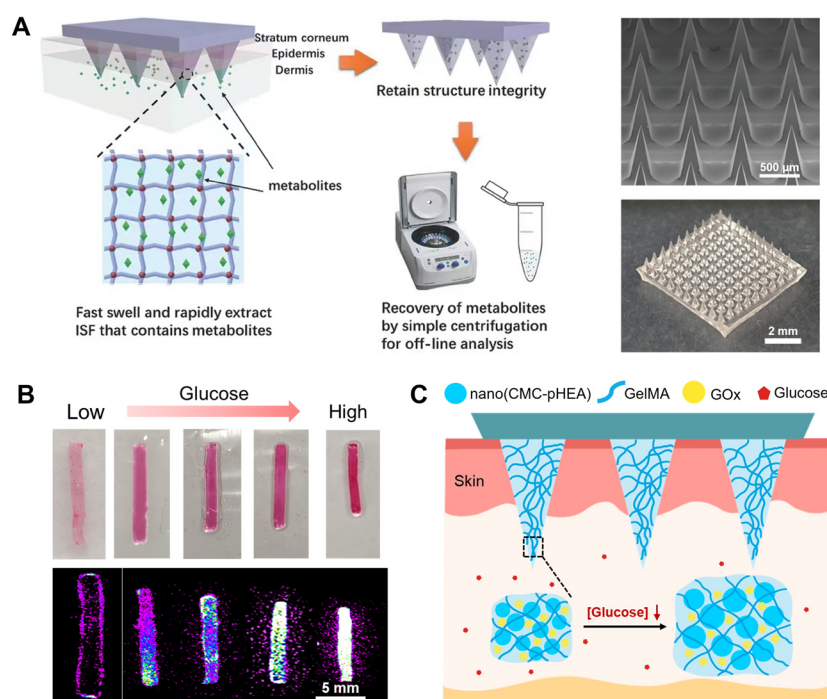 A
Stratum corneum
Epidermis
Dermis
Retain structure integrity
metabolites
Fast swell and rapidly extract
ISF that contains metabolites
Recovery of metabolites
by simple centrifugation
for off-line analysis
500 μm
2 mm
B
Glucose
Low
High
5 mm
C
nano(CMC-pHEA)
GelMA
GOx
Glucose
Skin
[Glucose]